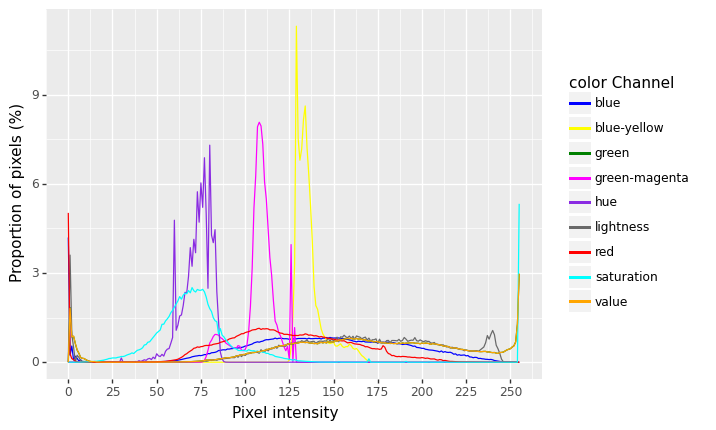 9
6
3
0
0
25
50
75
100
125
150
175
200
225
250
Pixel intensity
Proportion of pixels (%)
color Channel
blue
blue-yellow
green
green-magenta
hue
lightness
red
saturation
value